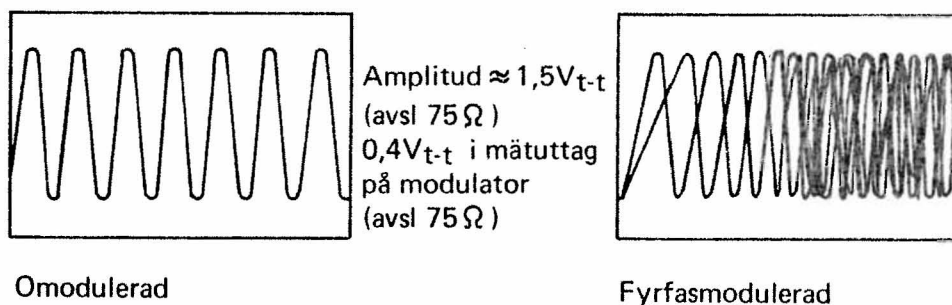 Amplitud ≈ 1,5Vt-t
(avsl 75Ω)
0,4Vt-t i mätuttag
på modulator
(avsl 75Ω)
Omodulerad
Fyrfasmodulerad